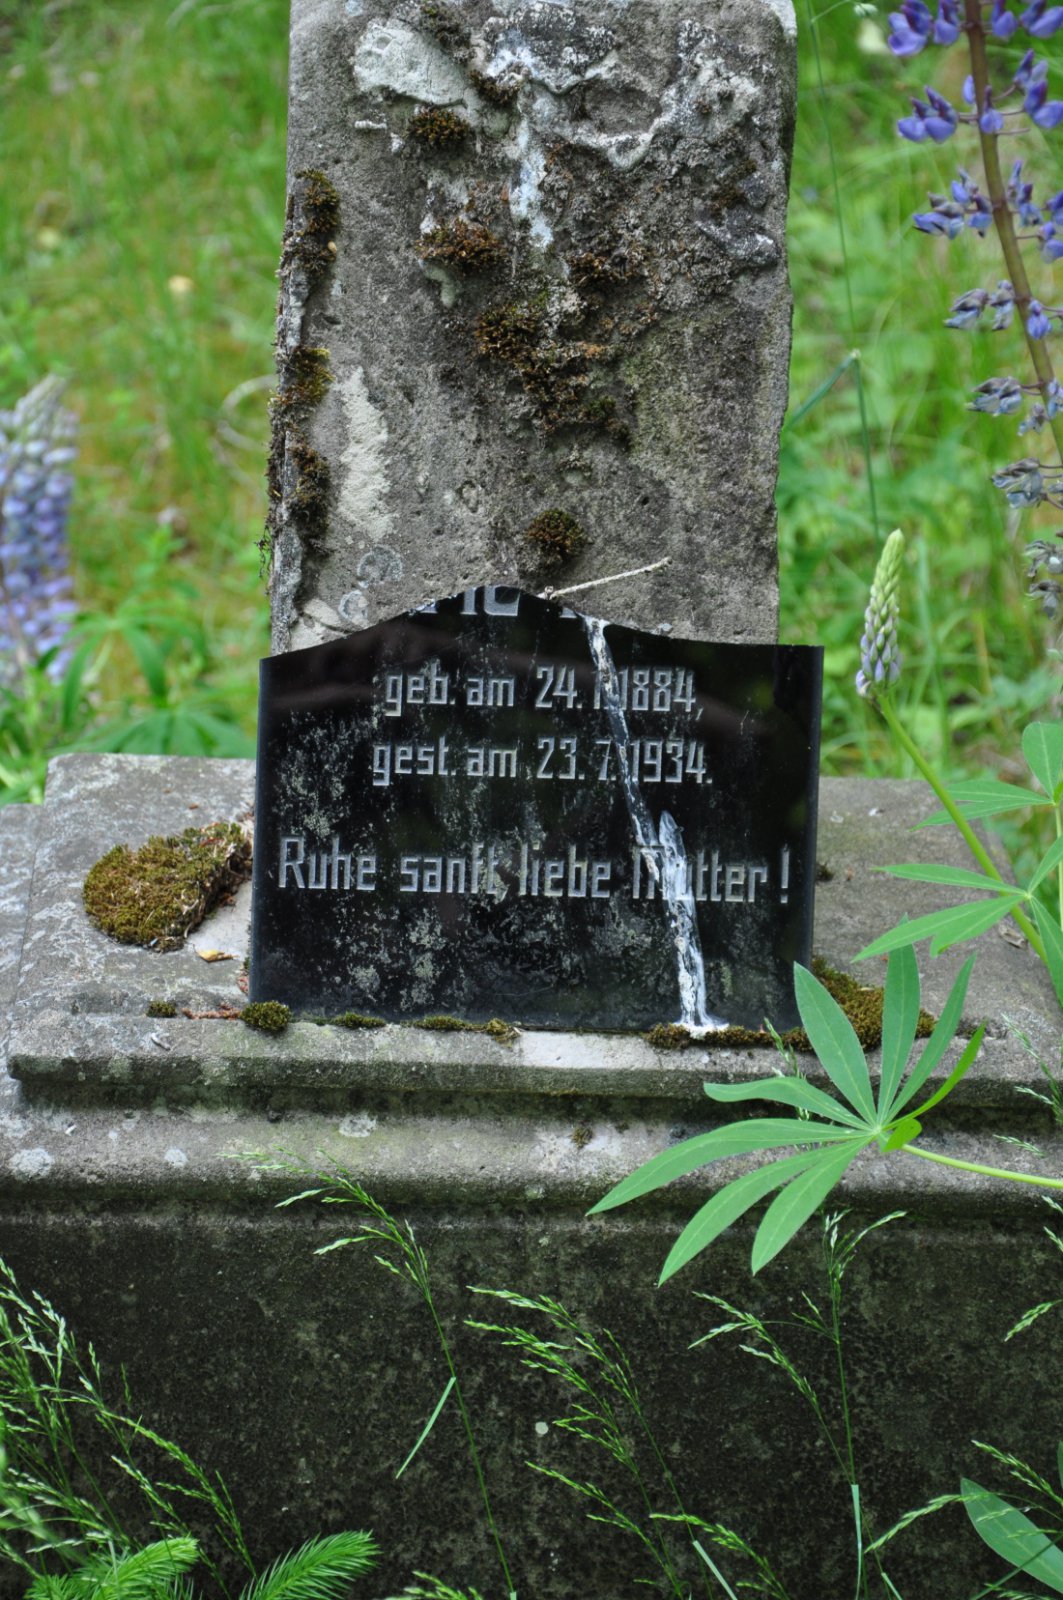 geb. am 24. 1. 1884,
gest. am 23. 7. 1934.
Ruhe sanft, liebe Mutter!